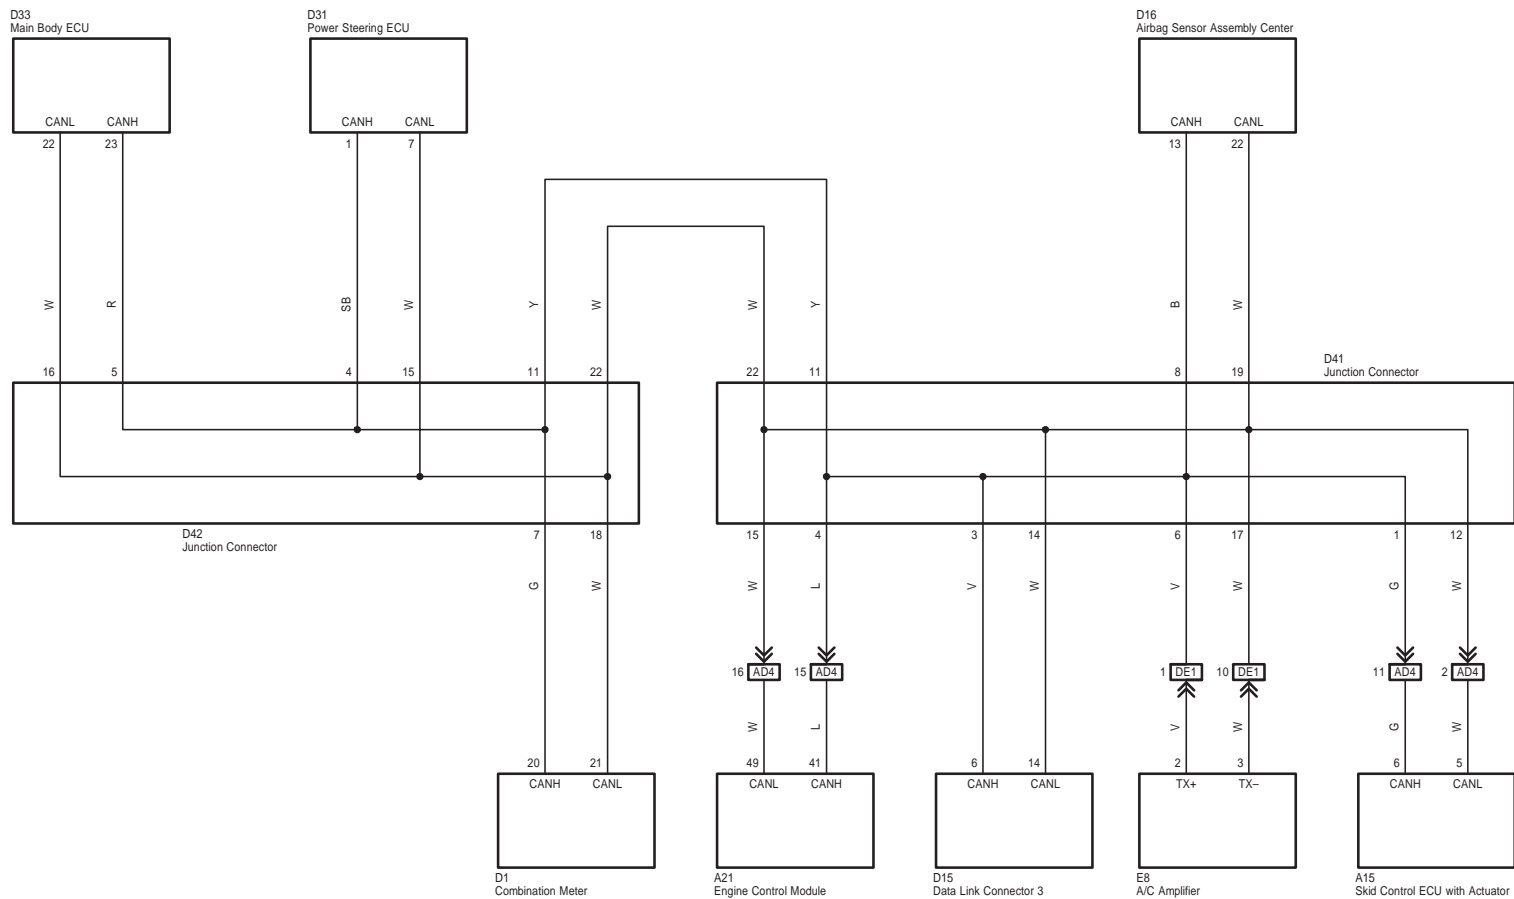 D33
Main Body ECU
D31
Power Steering ECU
D16
Airbag Sensor Assembly Center
CANL CANH CANH CANL CANH CANL
22 23 1 7 13 22
W R SB W Y W W Y B W
D41
Junction Connector
16 5 4 15 11 22 22 11 8 19
D42
Junction Connector
7 18 15 4 3 14 6 17 1 12
G W W L V W V W G W
16 AD4 15 AD4 1 DE1 10 DE1 11 AD4 2 AD4
W L V W G W
20 21 49 41 6 14 2 3 6 5
CANH CANL CANL CANH CANH CANL TX+ TX– CANH CANL
D1
Combination Meter
A21
Engine Control Module
D15
Data Link Connector 3
E8
A/C Amplifier
A15
Skid Control ECU with Actuator